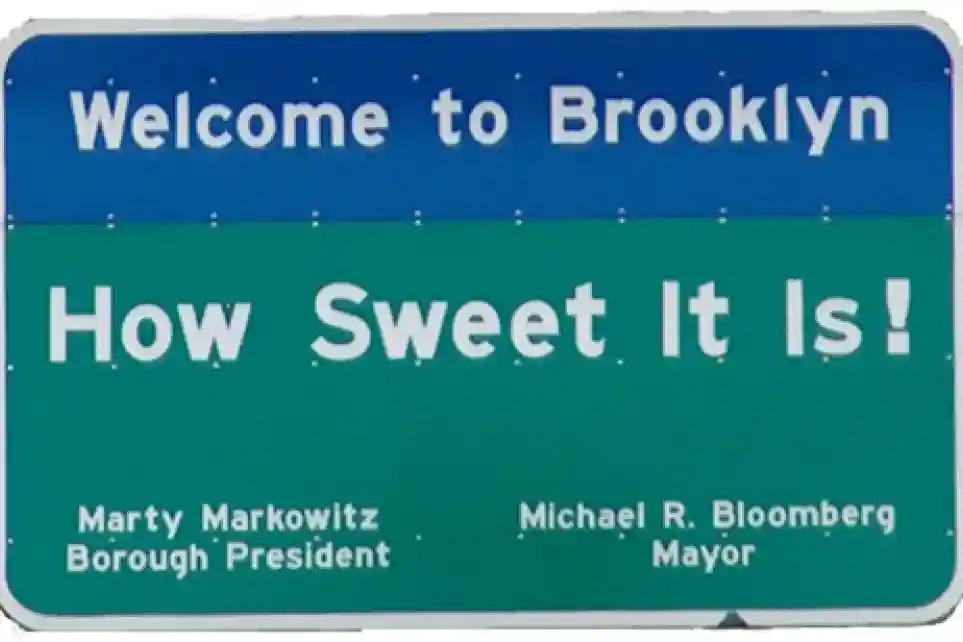 Welcome to Brooklyn
How Sweet It Is!
Marty Markowitz
Borough President
Michael R. Bloomberg
Mayor